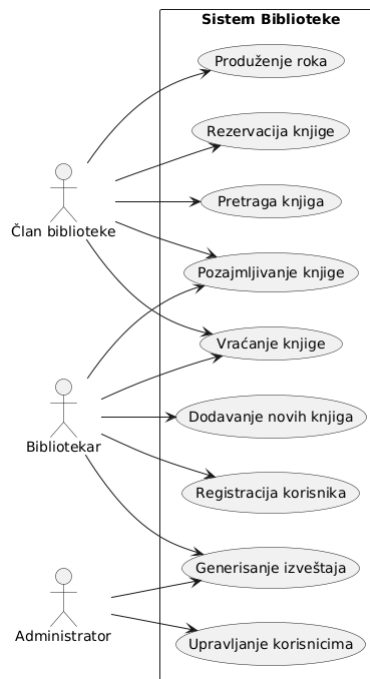 Sistem Biblioteke
Produženje roka
Rezervacija knjige
Pretraga knjiga
Član biblioteke
Pozajmljivanje knjige
Vraćanje knjige
Dodavanje novih knjiga
Bibliotekar
Registracija korisnika
Generisanje izveštaja
Administrator
Upravljanje korisnicima